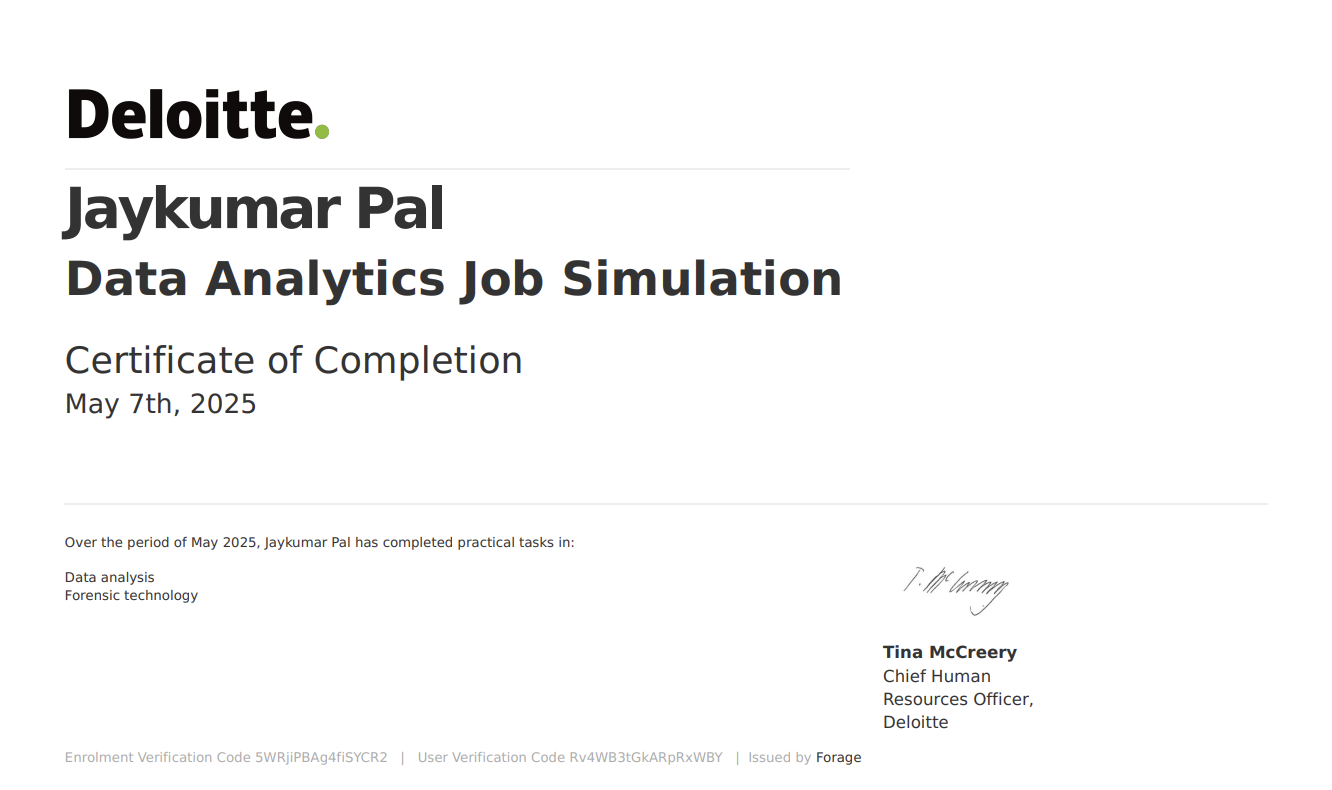 Deloitte.
Jaykumar Pal
Data Analytics Job Simulation
Certificate of Completion
May 7th, 2025
Over the period of May 2025, Jaykumar Pal has completed practical tasks in:
Data analysis
Forensic technology
T. McCreery
Tina McCreery
Chief Human
Resources Officer,
Deloitte
Enrolment Verification Code 5WRjiPBAg4fiSYCR2 | User Verification Code Rv4WB3tGkARpRxWBY | Issued by Forage